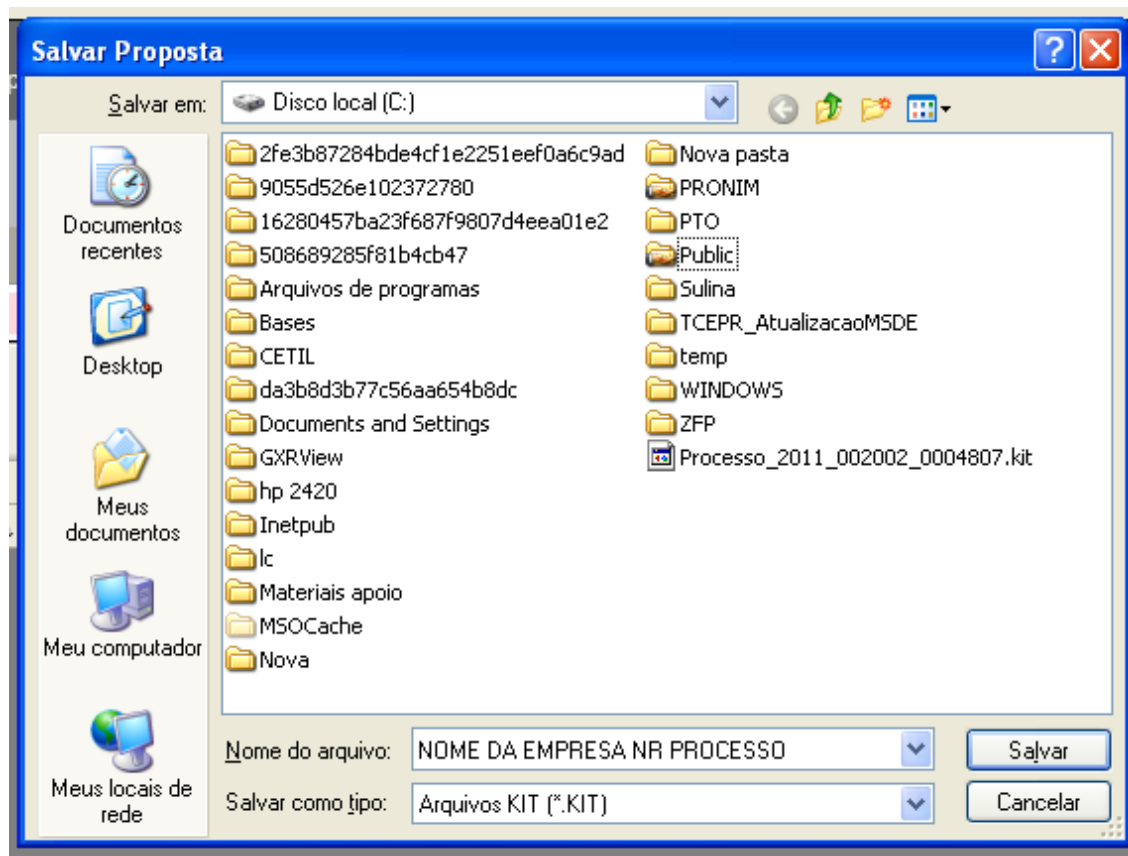 Salvar Proposta
Salvar em:
Disco local (C:)
Documentos
recentes
Desktop
Meus
documentos
Meu computador
Meus locais de
rede
2fe3b87284bde4cf1e2251eef0a6c9ad
9055d526e102372780
16280457ba23f687f9807d4eea01e2
508689285f81b4cb47
Arquivos de programas
Bases
CETIL
da3b8d3b77c56aa654b8dc
Documents and Settings
GXRView
hp 2420
Inetpub
lc
Materiais apoio
MSOCache
Nova
Nova pasta
PRONIM
PTO
Public
Sulina
TCEPR_AtualizacaoMSDE
temp
WINDOWS
ZFP
Processo_2011_002002_0004807.kit
Nome do arquivo:
NOME DA EMPRESA NR PROCESSO
Salvar
Salvar como tipo:
Arquivos KIT (*.KIT)
Cancelar